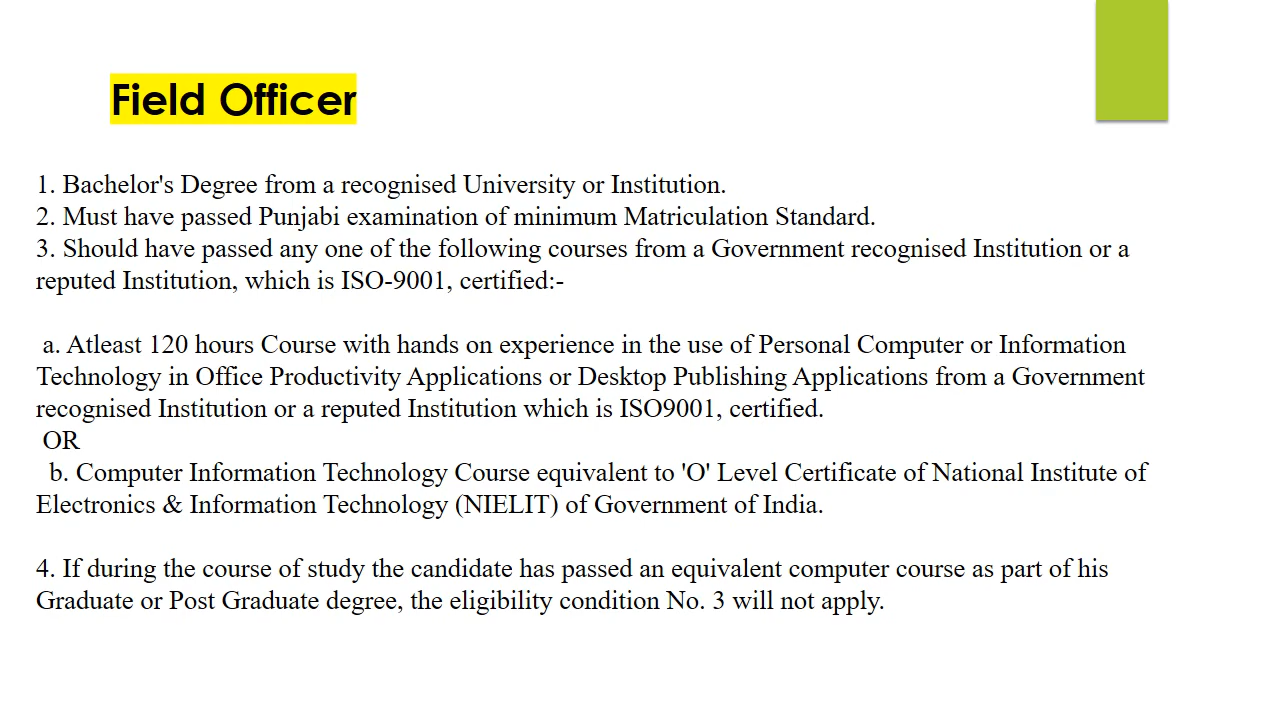 Field Officer
1. Bachelor's Degree from a recognised University or Institution.
2. Must have passed Punjabi examination of minimum Matriculation Standard.
3. Should have passed any one of the following courses from a Government recognised Institution or a
reputed Institution, which is ISO-9001, certified:-
a. Atleast 120 hours Course with hands on experience in the use of Personal Computer or Information
Technology in Office Productivity Applications or Desktop Publishing Applications from a Government
recognised Institution or a reputed Institution which is ISO9001, certified.
OR
b. Computer Information Technology Course equivalent to 'O' Level Certificate of National Institute of
Electronics & Information Technology (NIELIT) of Government of India.
4. If during the course of study the candidate has passed an equivalent computer course as part of his
Graduate or Post Graduate degree, the eligibility condition No. 3 will not apply.